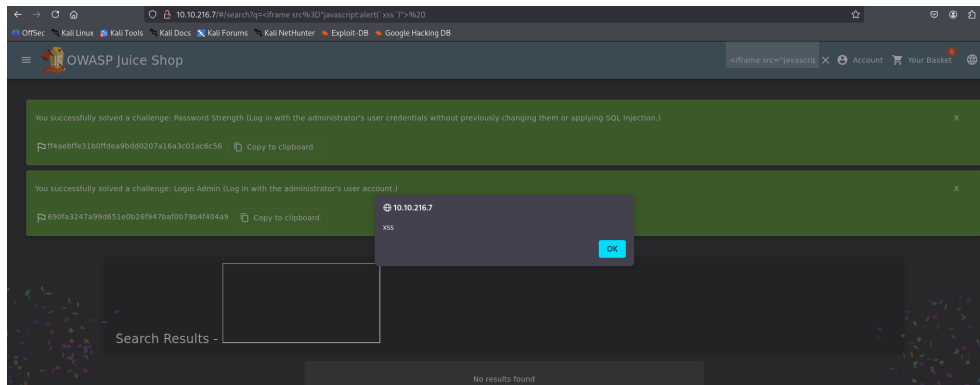 10.10.216.7/#/search?q=<iframe src%3D"javascript:alert(`xss`)">%20
OffSec Kali Linux Kali Tools Kali Docs Kali Forums Kali NetHunter Exploit-DB Google Hacking DB
OWASP Juice Shop
<iframe src="javascrip Account Your Basket 6
You successfully solved a challenge: Password Strength (Log in with the administrator's user credentials without previously changing them or applying SQL Injection.) X
ff4aebffe31b0ffdea9bdd0207a16a3c01ac6c56 Copy to clipboard
You successfully solved a challenge: Login Admin (Log in with the administrator's user account.) X
690fa3247a99d651e0b26f947baf0b79b4f404a9 Copy to clipboard
10.10.216.7
xss
OK
Search Results -
No results found